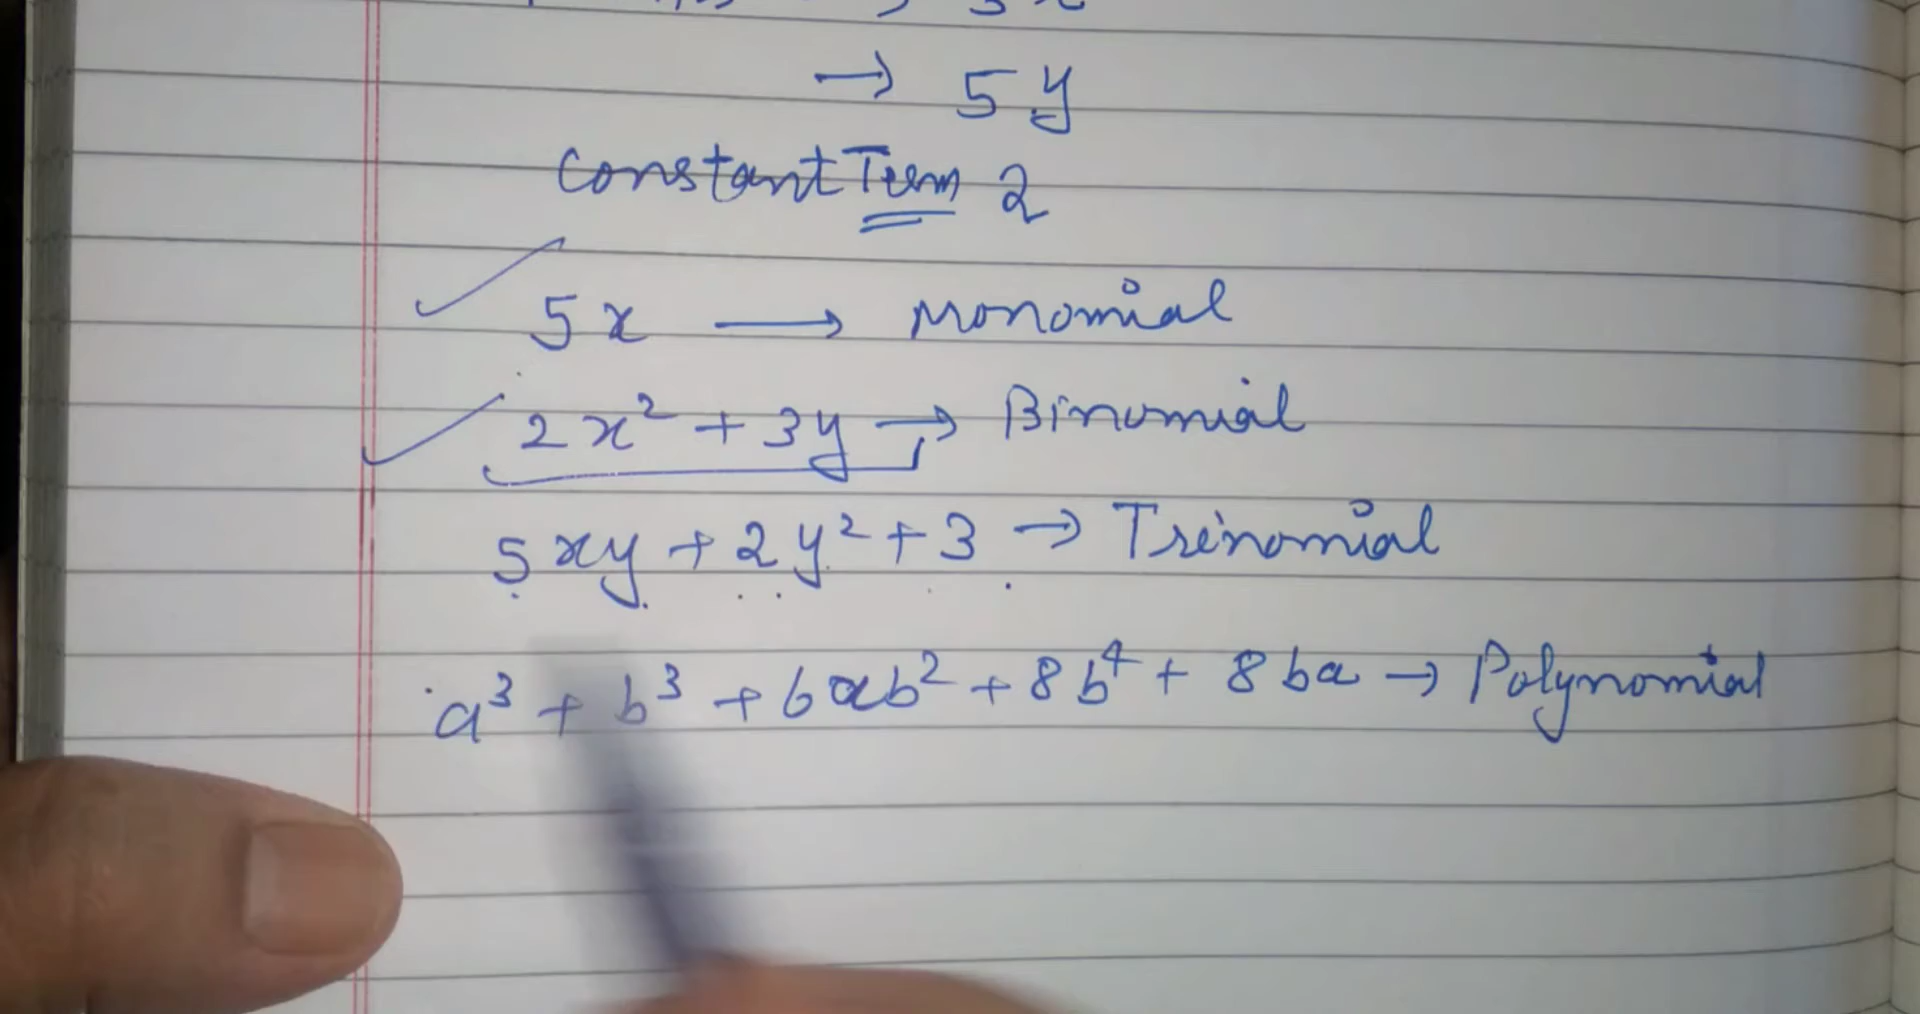 → 5y
Constant Term 2
5x → Monomial
2x² + 3y → Binomial
5xy + 2y² + 3 → Trinomial
a³ + b³ + 6ab² + 8b⁴ + 8ba → Polynomial